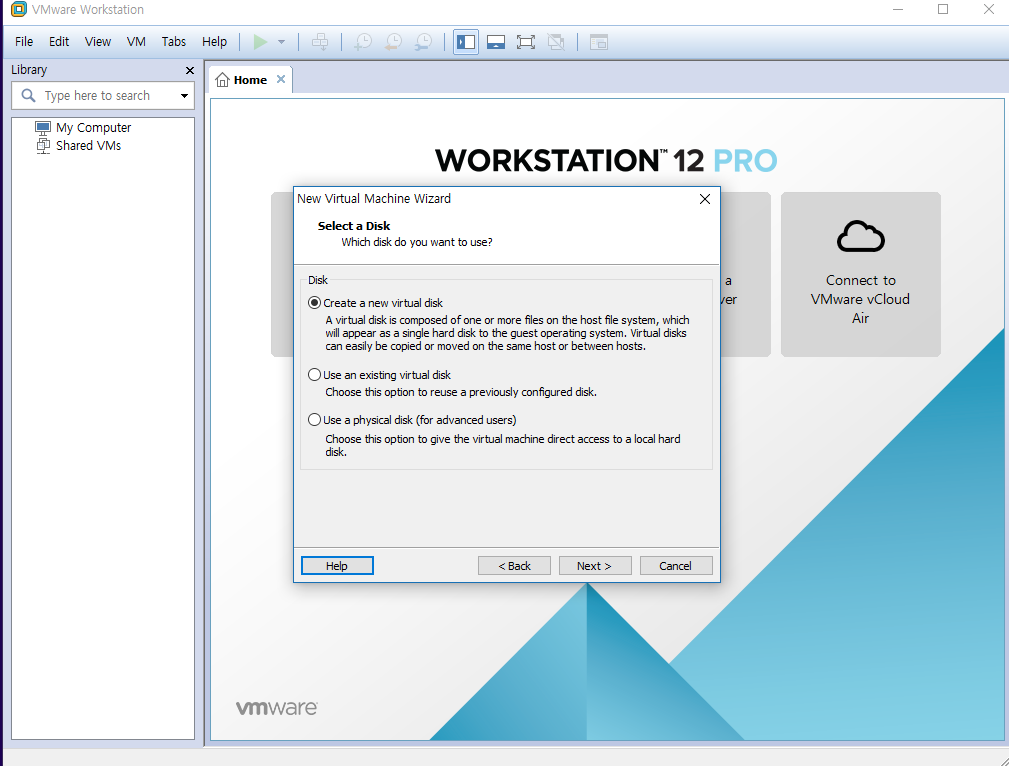 VMware Workstation
File Edit View VM Tabs Help
Library
Type here to search
My Computer
Shared VMs
Home
WORKSTATION™ 12 PRO
New Virtual Machine Wizard
Select a Disk
Which disk do you want to use?
Disk
Create a new virtual disk
A virtual disk is composed of one or more files on the host file system, which
will appear as a single hard disk to the guest operating system. Virtual disks
can easily be copied or moved on the same host or between hosts.
Use an existing virtual disk
Choose this option to reuse a previously configured disk.
Use a physical disk (for advanced users)
Choose this option to give the virtual machine direct access to a local hard
disk.
Help
< Back
Next >
Cancel
a
ver
Connect to
VMware vCloud
Air
vmware